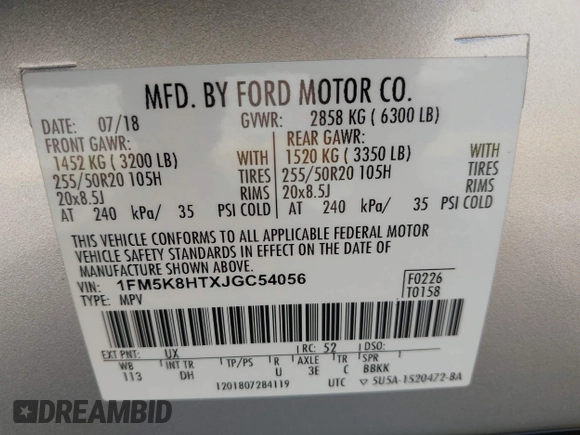 MFD. BY FORD MOTOR CO.
DATE: 07/18 GVWR: 2858 KG ( 6300 LB)
FRONT GAWR: REAR GAWR:
1452 KG ( 3200 LB) WITH 1520 KG ( 3350 LB) WITH
255/50R20 105H TIRES 255/50R20 105H TIRES
20x8.5J RIMS 20x8.5J RIMS
AT 240 kPa/ 35 PSI COLD AT 240 kPa/ 35 PSI COLD
THIS VEHICLE CONFORMS TO ALL APPLICABLE FEDERAL MOTOR
VEHICLE SAFETY STANDARDS IN EFFECT ON THE DATE OF
MANUFACTURE SHOWN ABOVE.
VIN: 1FM5K8HTXJGC54056 F0226
TYPE: MPV T0158
EXT PNT: UX RC: 52 DSO:
WB INT TR TP/PS R AXLE TR SPR
113 DH U 3E C BBKK
1201807284119 UTC ▽ 5U5A-1520472-BA
DREAMBID